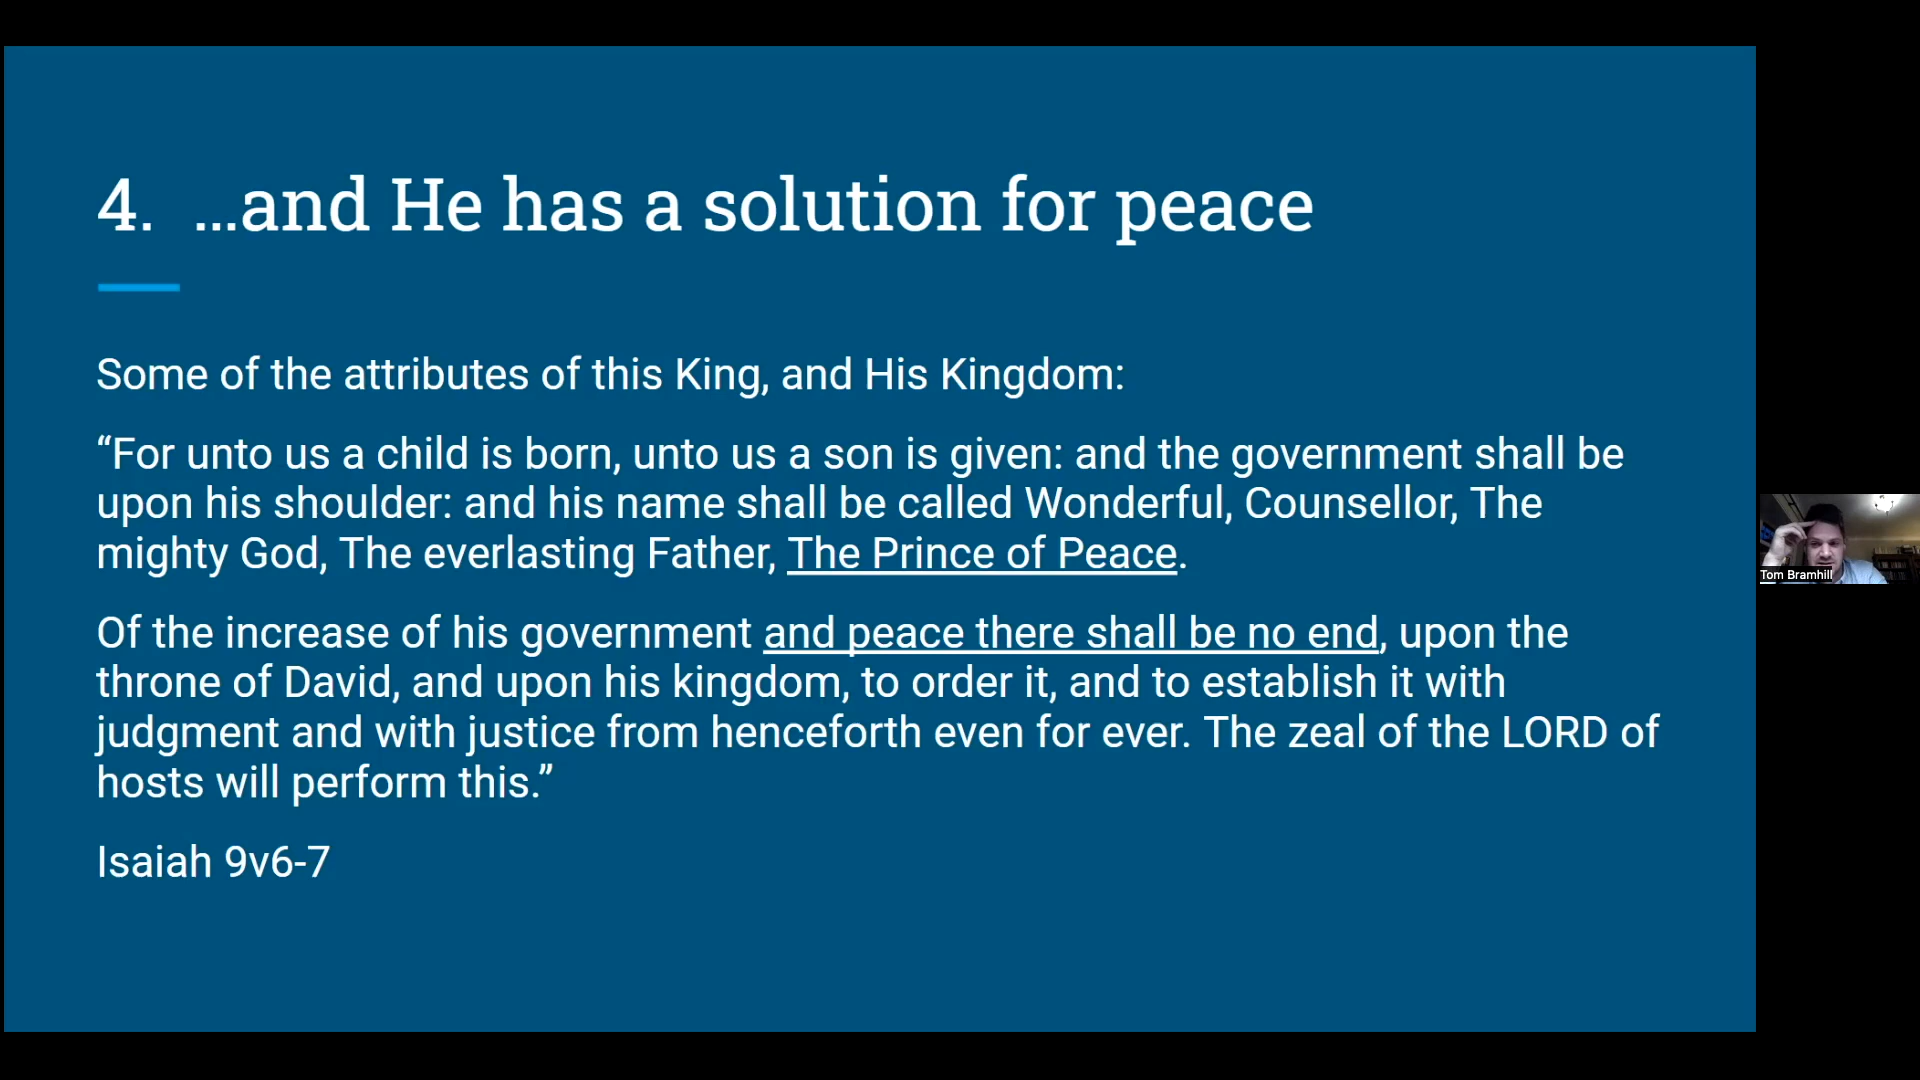 4.  ...and He has a solution for peace
Some of the attributes of this King, and His Kingdom:
“For unto us a child is born, unto us a son is given: and the government shall be
upon his shoulder: and his name shall be called Wonderful, Counsellor, The
mighty God, The everlasting Father, The Prince of Peace.
Of the increase of his government and peace there shall be no end, upon the
throne of David, and upon his kingdom, to order it, and to establish it with
judgment and with justice from henceforth even for ever. The zeal of the LORD of
hosts will perform this.”
Isaiah 9v6-7
Tom Bramhill